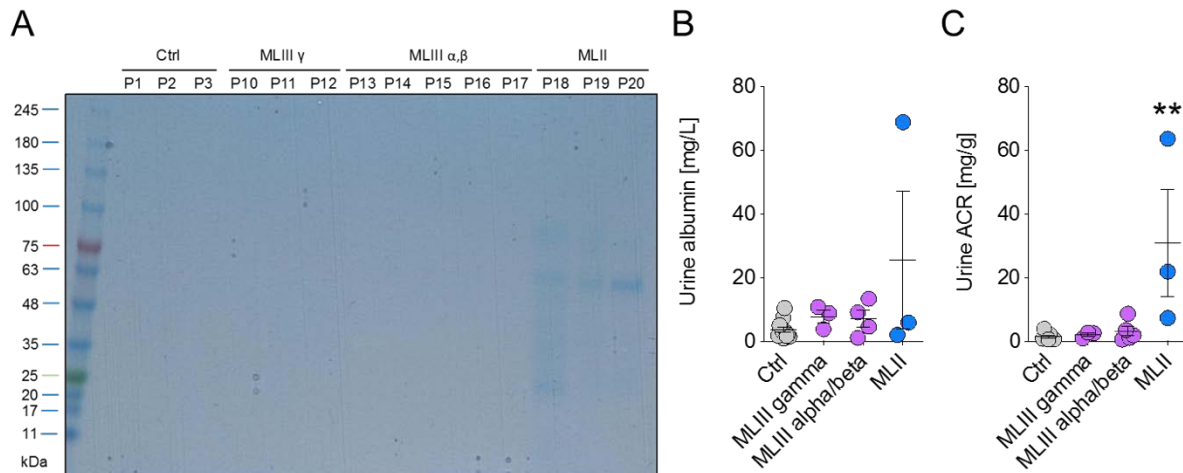 A
Ctrl MLIII γ MLIII α,β MLII
P1 P2 P3 P10 P11 P12 P13 P14 P15 P16 P17 P18 P19 P20
245
180
135
100
75
63
48
35
25
20
17
11
kDa
B
Urine albumin [mg/L]
80
60
40
20
0
Ctrl
MLIII gamma
MLIII alpha/beta
MLII
C
Urine ACR [mg/g]
80
60
40
20
0
**
Ctrl
MLIII gamma
MLIII alpha/beta
MLII